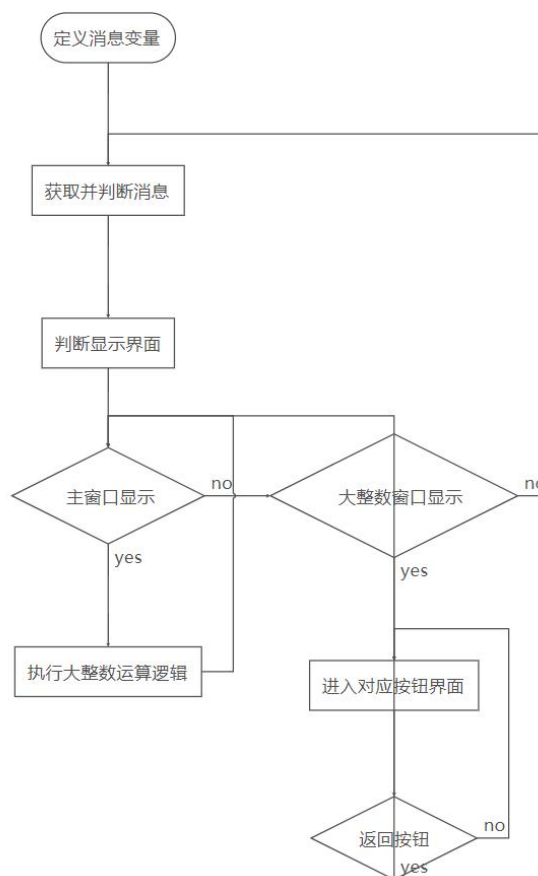 定义消息变量
获取并判断消息
判断显示界面
主窗口显示
no
大整数窗口显示
no
yes
yes
执行大整数运算逻辑
进入对应按钮界面
返回按钮
no
yes